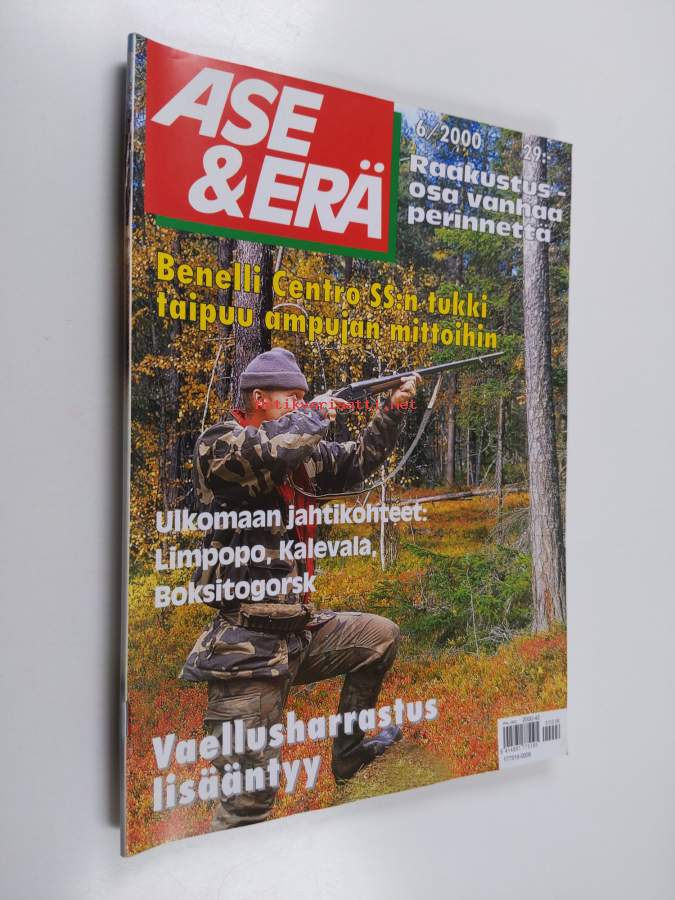 ASE
& ERÄ
6/2000 29:-
Raakustus -
osa vanhaa
perinnettä
Benelli Centro SS:n tukki
taipuu ampujan mittoihin
Antikvariaatti.net
Ulkomaan jahtikohteet:
Limpopo, Kalevala,
Boksitogorsk
Vaellusharrastus
lisääntyy